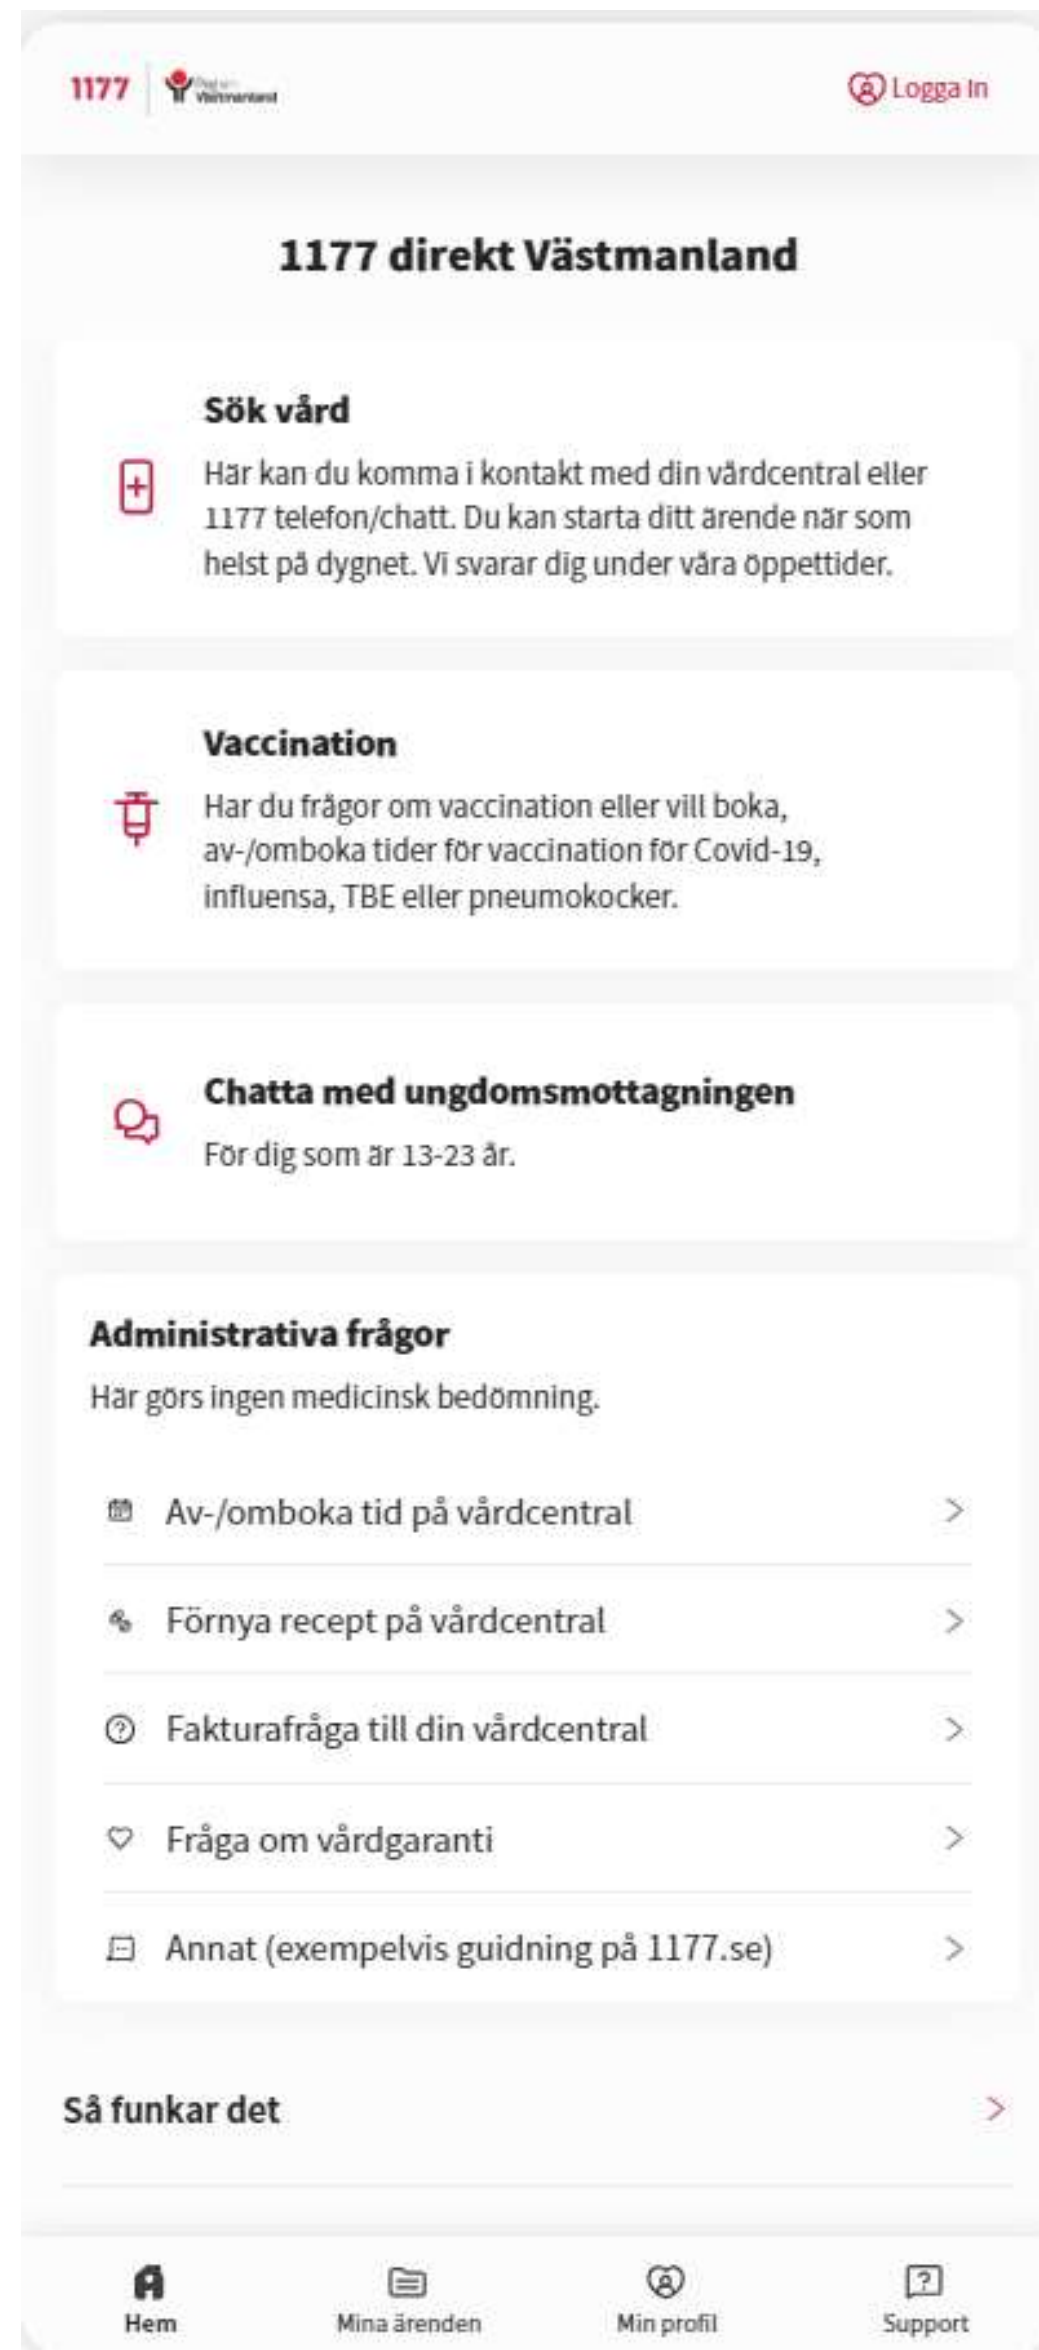 1177
Västmanland
Logga in
1177 direkt Västmanland
Sök vård
Här kan du komma i kontakt med din vårdcentral eller
1177 telefon/chatt. Du kan starta ditt ärende när som
helst på dygnet. Vi svarar dig under våra öppettider.
Vaccination
Har du frågor om vaccination eller vill boka,
av-/omboka tider för vaccination för Covid-19,
influensa, TBE eller pneumokocker.
Chatta med ungdomsmottagningen
För dig som är 13-23 år.
Administrativa frågor
Här görs ingen medicinsk bedömning.
Av-/omboka tid på vårdcentral
Förnya recept på vårdcentral
Fakturafråga till din vårdcentral
Fråga om vårdgaranti
Annat (exempelvis guidning på 1177.se)
Så funkar det
Hem
Mina ärenden
Min profil
Support